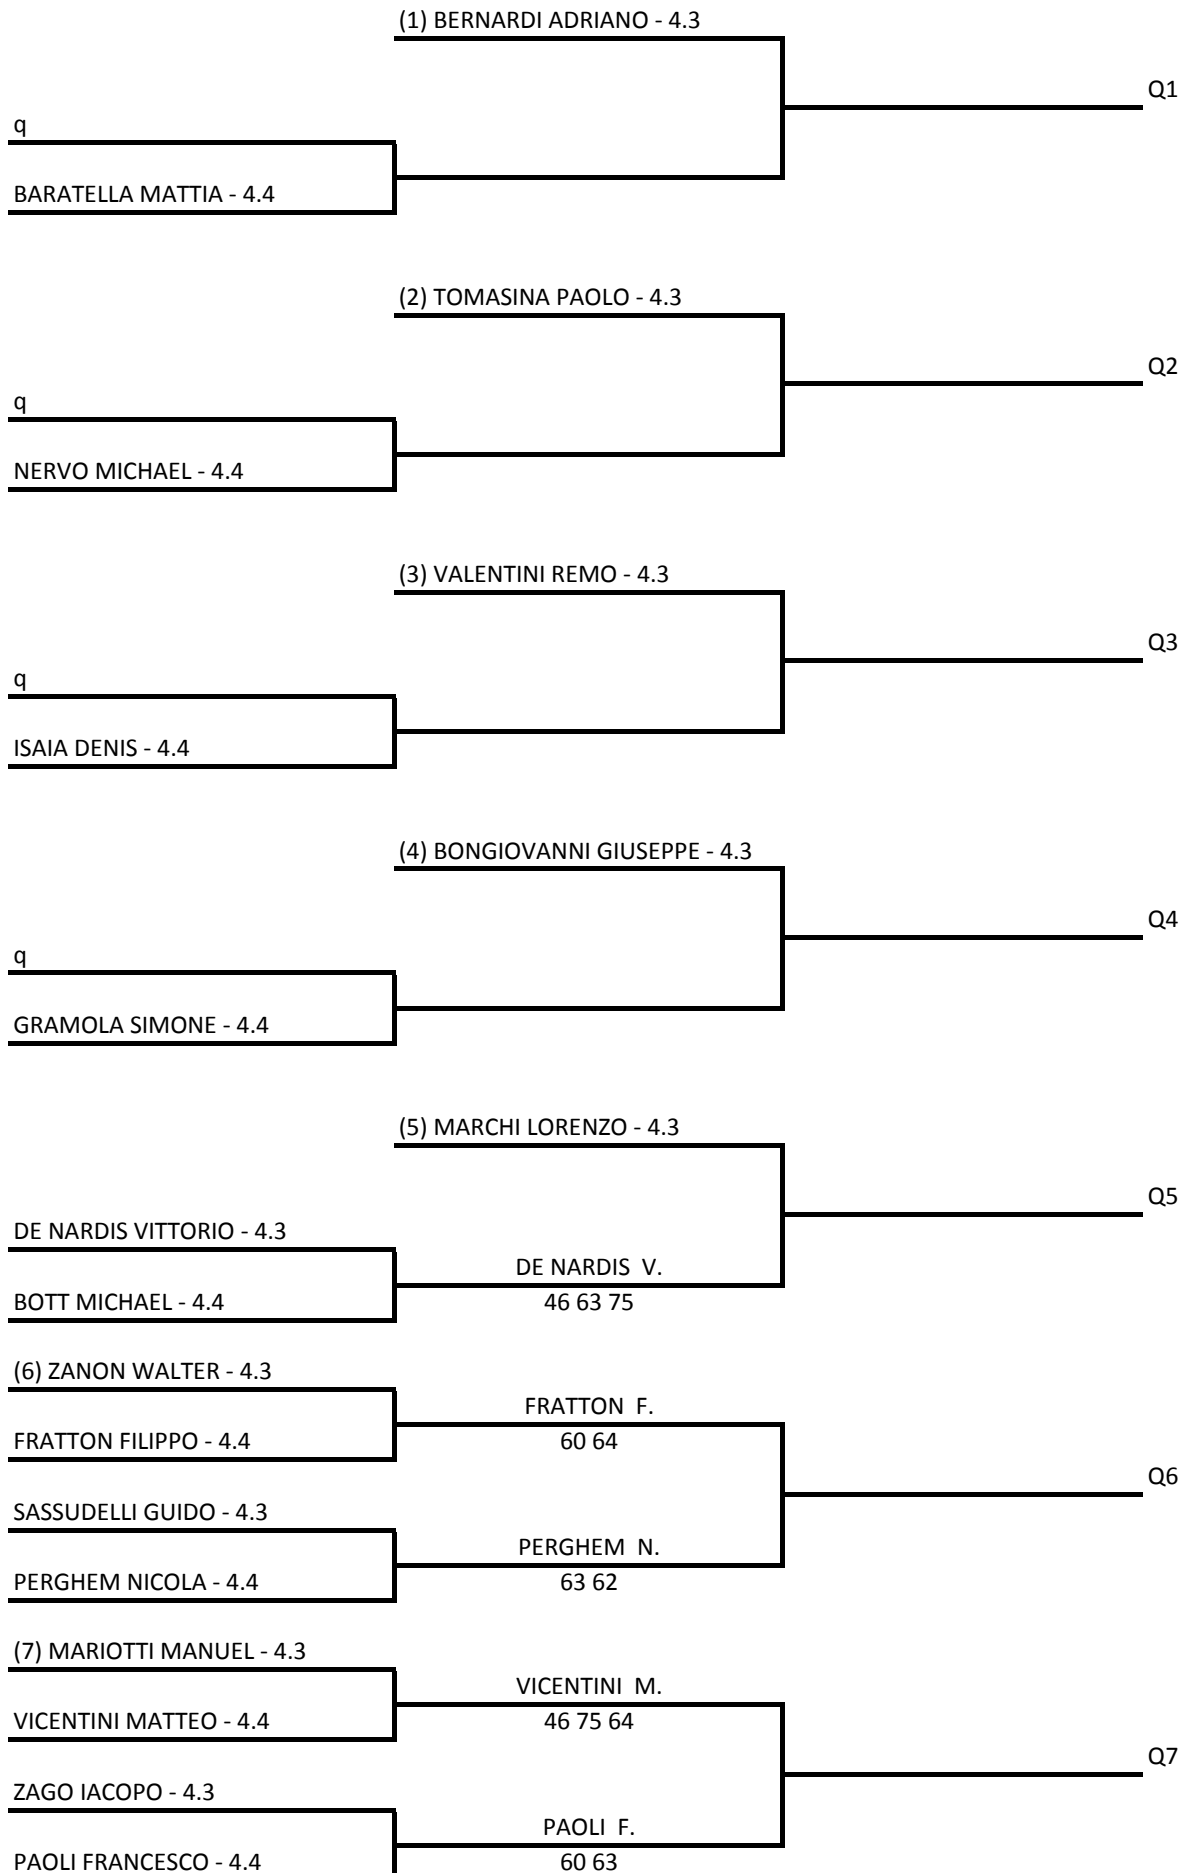 (1) BERNARDI ADRIANO - 4.3
Q1
q
BARATELLA MATTIA - 4.4
(2) TOMASINA PAOLO - 4.3
Q2
q
NERVO MICHAEL - 4.4
(3) VALENTINI REMO - 4.3
Q3
q
ISAIA DENIS - 4.4
(4) BONGIOVANNI GIUSEPPE - 4.3
Q4
q
GRAMOLA SIMONE - 4.4
(5) MARCHI LORENZO - 4.3
Q5
DE NARDIS VITTORIO - 4.3
DE NARDIS V.
BOTT MICHAEL - 4.4
46 63 75
(6) ZANON WALTER - 4.3
FRATTON F.
FRATTON FILIPPO - 4.4
60 64
Q6
SASSUDELLI GUIDO - 4.3
PERGHEM N.
PERGHEM NICOLA - 4.4
63 62
(7) MARIOTTI MANUEL - 4.3
VICENTINI M.
VICENTINI MATTEO - 4.4
46 75 64
Q7
ZAGO IACOPO - 4.3
PAOLI F.
PAOLI FRANCESCO - 4.4
60 63